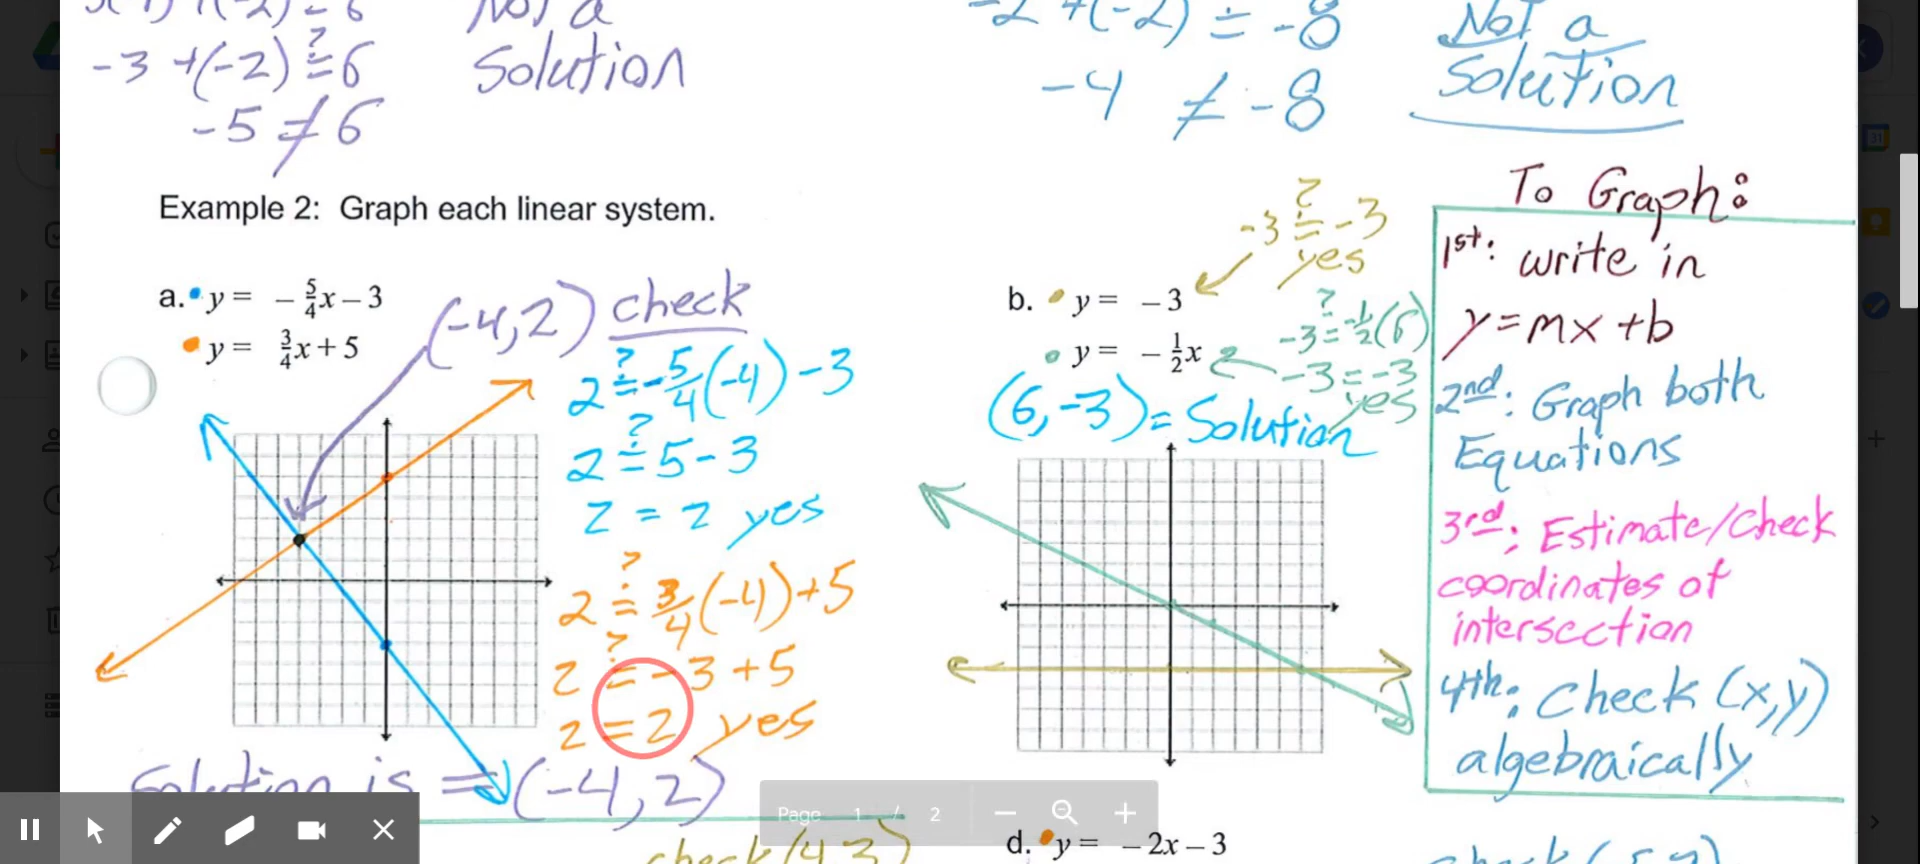 -3 +(-2) ≟ 6
-5 ≠ 6
Not a
Solution
-2 +(-2) = -8
-4 ≠ -8
Not a
Solution
Example 2: Graph each linear system.
a. y = -5/4x - 3
y = 3/4x + 5
(-4,2) check
2 ≟ -5/4(-4) -3
2 ≟ 5-3
2 = 2 yes
2 ≟ 3/4(-4)+5
2 ≟ -3 +5
2 = 2 yes
Solution is = (-4,2)
b. y = -3
y = -1/2x
-3 ≟ -3
yes
-3 ≟ -1/2(6)
-3 = -3
yes
(6,-3) = Solution
To Graph:
1st: write in
y=mx+b
2nd: Graph both
Equations
3rd: Estimate/Check
coordinates of
intersection
4th: Check (x,y)
algebraically
Page 1 / 2
check (4,3)
d. y = -2x - 3
31